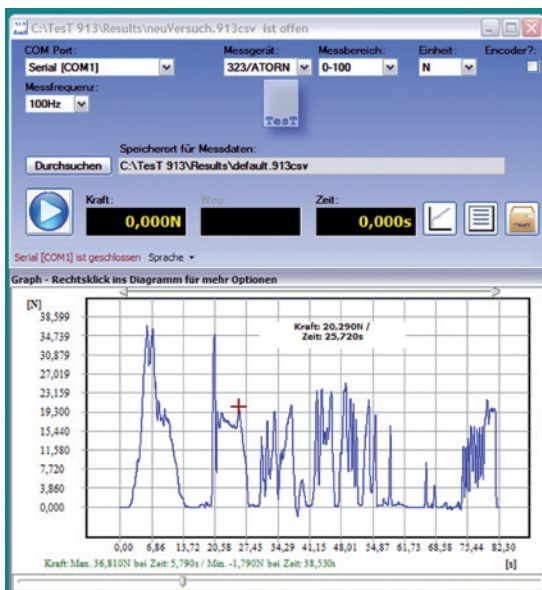 C:\TesT 913\Results\neuVersuch.913csv ist offen
COM Port: Messgerät: Messbereich: Einheit: Encoder?:
Serial [COM1] 323/ATORN 0-100 N
Messfrequenz:
100Hz
TesT
Speicherort für Messdaten:
Durchsuchen C:\TesT 913\Results\default.913csv
Kraft: Weg: Zeit:
0,000N 0,000s
Serial [COM1] ist geschlossen Sprache
Graph - Rechtsklick ins Diagramm für mehr Optionen
[N]
38,599
34,739
30,879
27,019
23,159
19,300
15,440
11,580
7,720
3,860
0,000
Kraft: 20,290N /
Zeit: 25,720s
0,00 6,86 13,72 20,58 27,43 34,29 41,15 48,01 54,87 61,73 68,58 75,44 82,30
Kraft: Max. 36,810N bei Zeit: 5,790s / Min. -1,790N bei Zeit: 38,530s [s]